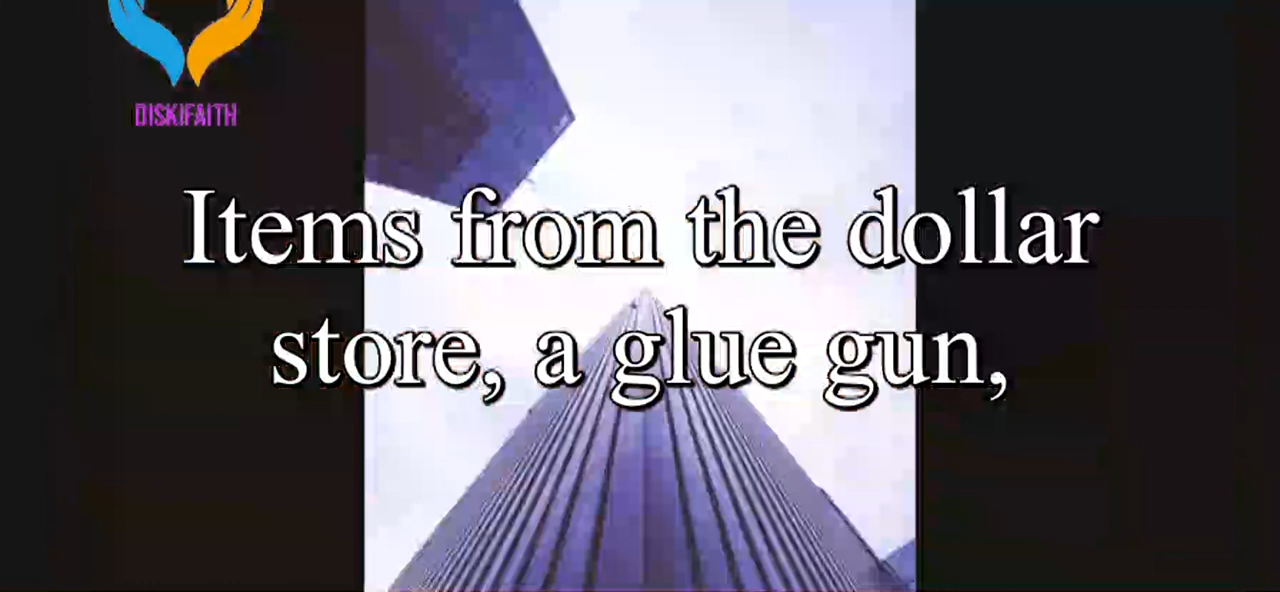 DISKIFAITH
Items from the dollar
store, a glue gun,